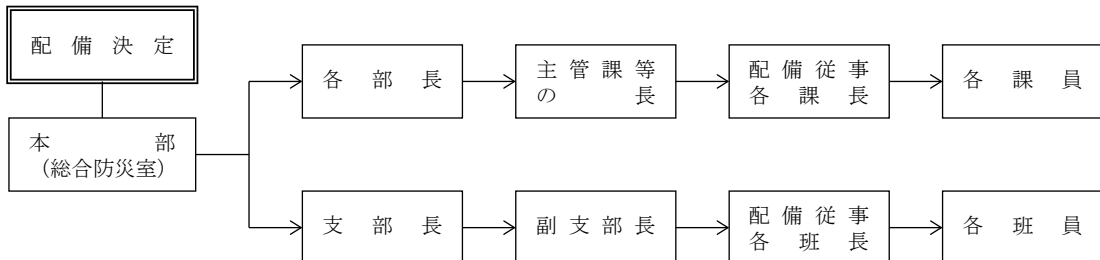 配備決定
本部
(総合防災室)
各部長
主管課等
の長
配備従事
各課長
各課員
支部長
副支部長
配備従事
各班長
各班員